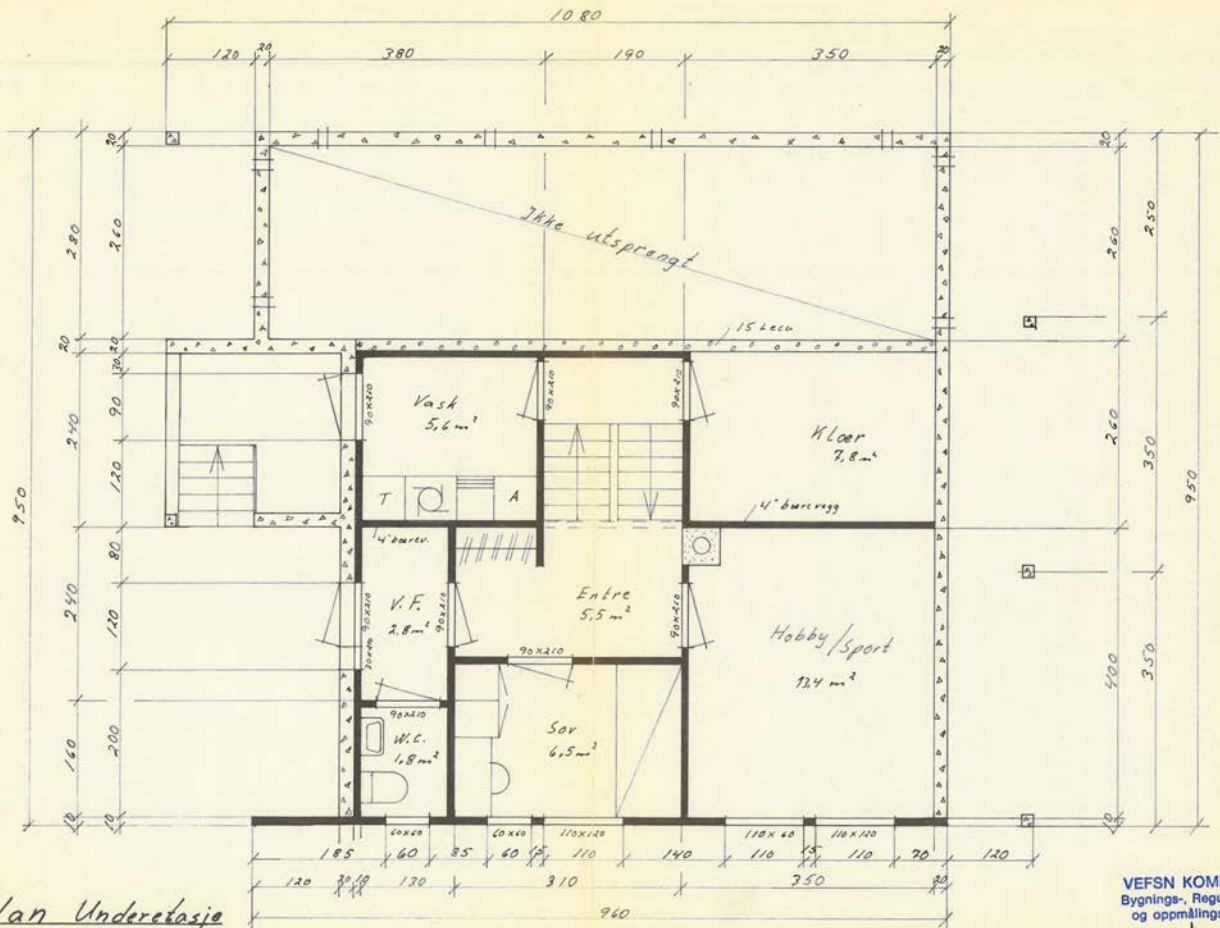 1080
120
20
380
190
350
20
Ikke utsprengt
15 Leca
950
20
280
260
20
20
30
240
90
120
80
240
120
160
200
10
10
20
260
250
260
350
950
400
350
10
Vask
5,6 m²
90x210
90x210
90x210
Klær
7,8 m²
T
A
4" bærevegg
4" bærev.
V.F.
2,8 m²
90x210
90x210
Entre
5,5 m²
90x210
90x210
Hobby/Sport
13,4 m²
90x210
W.C.
1,8 m²
Sov
6,5 m²
60x60
60x60
110x120
110x60
110x120
185
60
85
60
15
110
140
110
15
110
70
120
120
20
10
130
310
350
20
960
lan Underetasje
VEFSN KOM
Bygnings-, Regu
og oppmålings